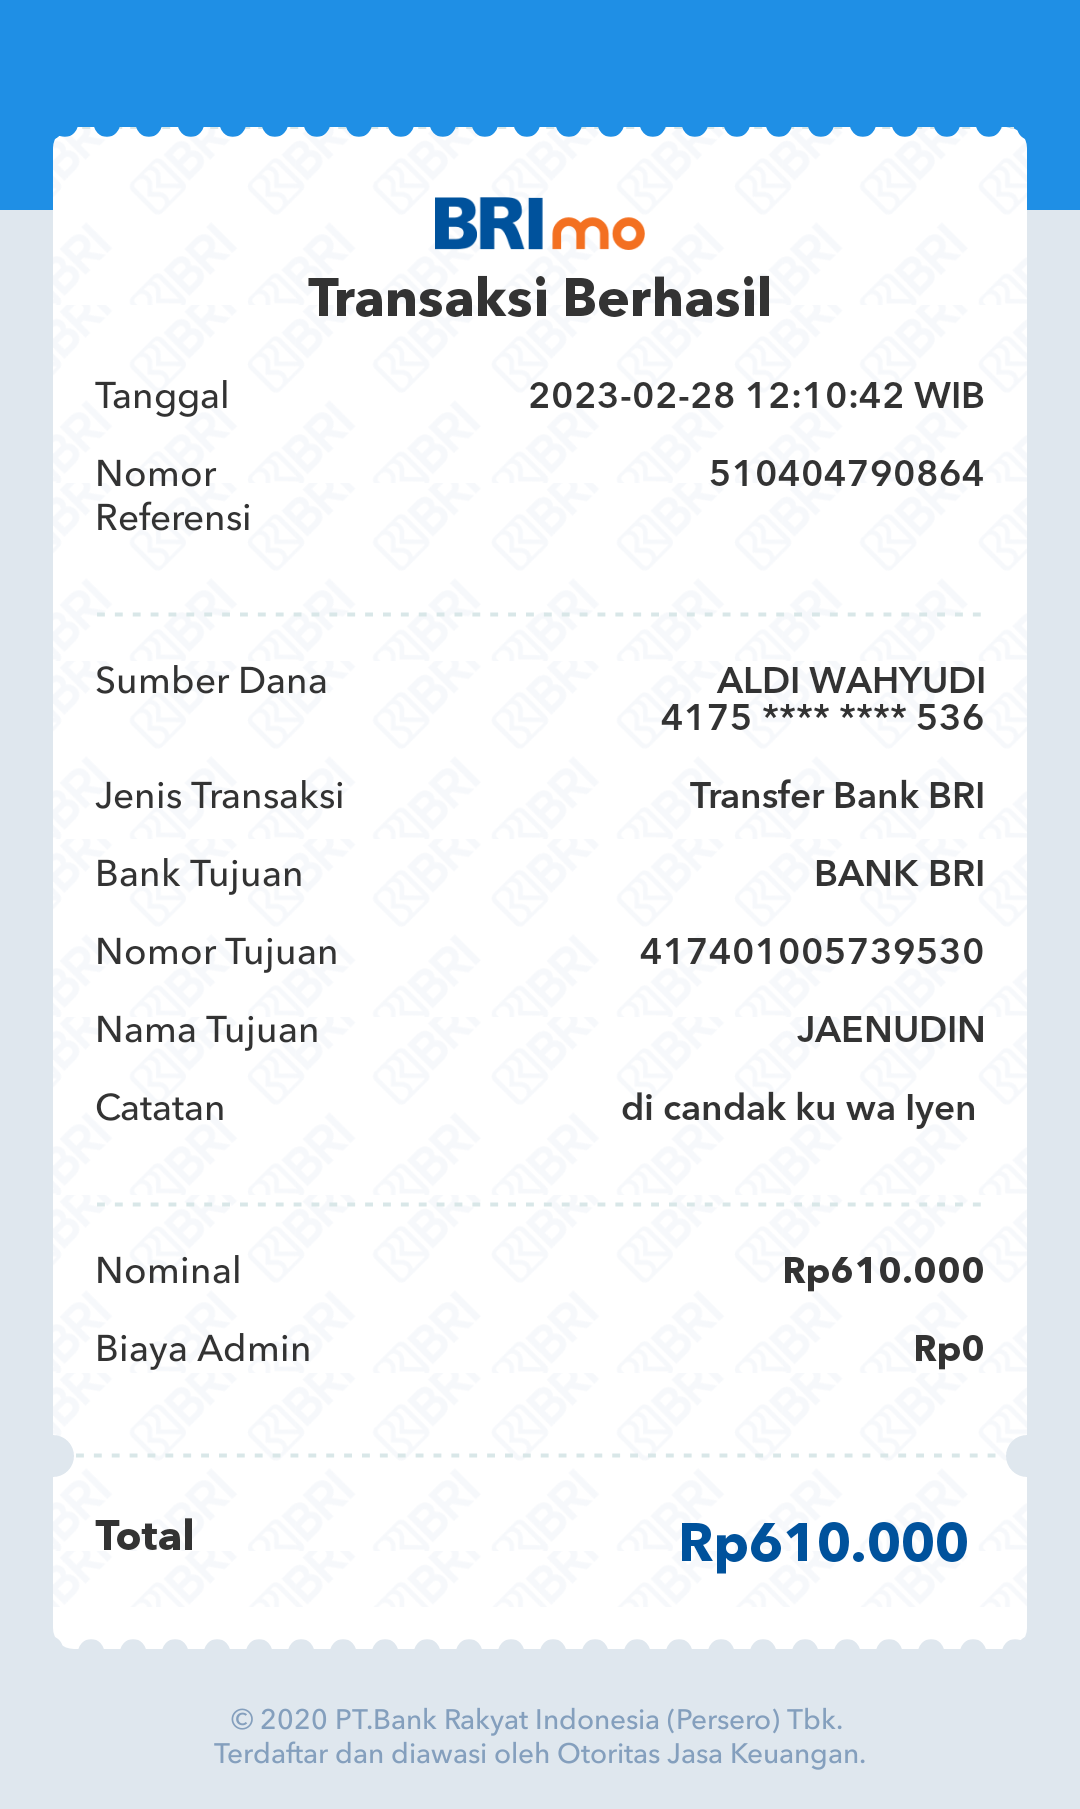 BRImo
Transaksi Berhasil
Tanggal 2023-02-28 12:10:42 WIB
Nomor Referensi 510404790864
Sumber Dana ALDI WAHYUDI
4175 **** **** 536
Jenis Transaksi Transfer Bank BRI
Bank Tujuan BANK BRI
Nomor Tujuan 417401005739530
Nama Tujuan JAENUDIN
Catatan di candak ku wa Iyen
Nominal Rp610.000
Biaya Admin Rp0
Total Rp610.000
© 2020 PT.Bank Rakyat Indonesia (Persero) Tbk.
Terdaftar dan diawasi oleh Otoritas Jasa Keuangan.